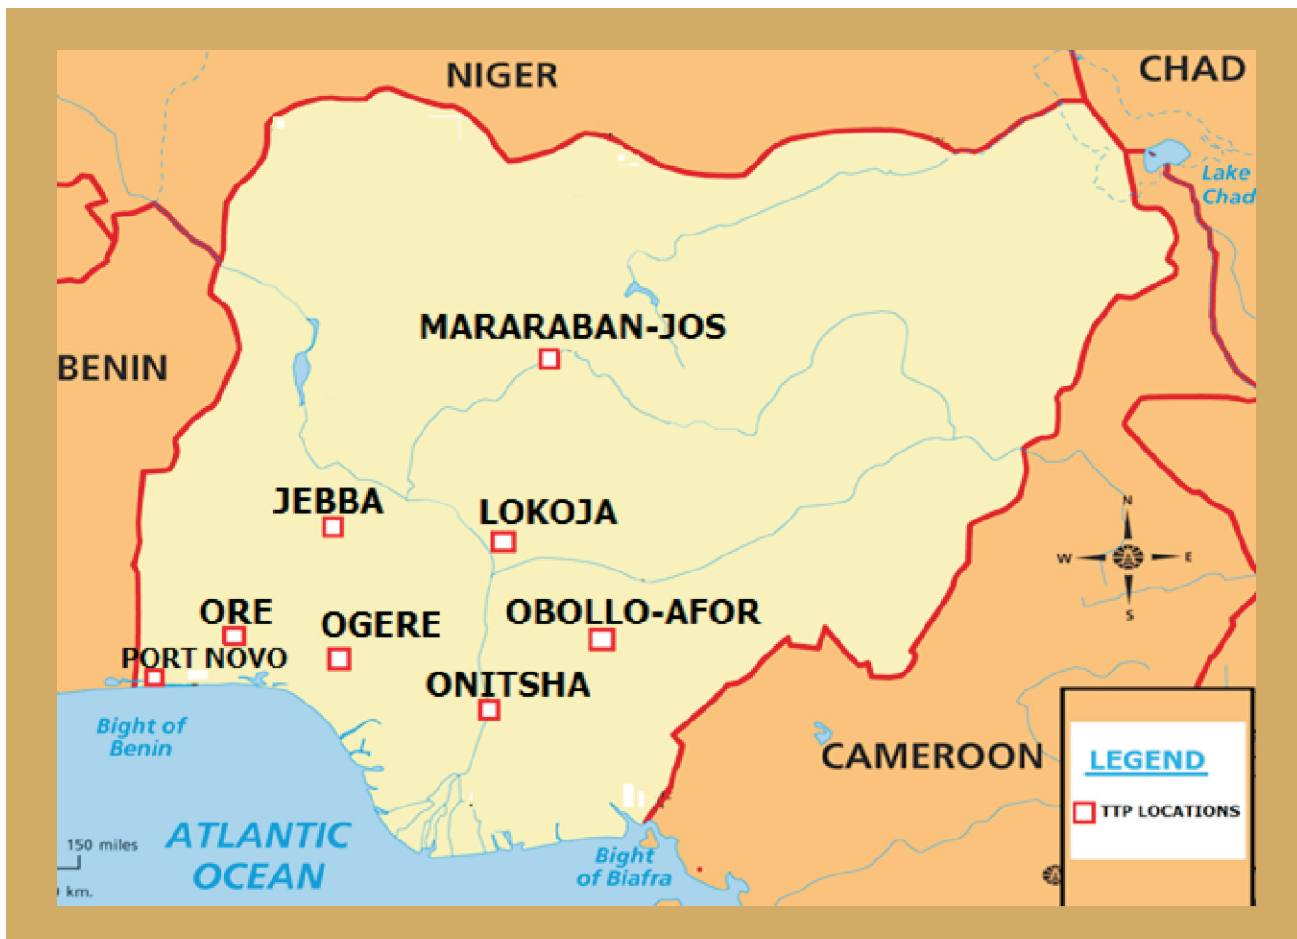 NIGER
CHAD
Lake
Chad
MARARABAN-JOS
BENIN
JEBBA
LOKOJA
N
W
E
S
ORE
OGERE
OBOLLO-AFOR
PORT NOVO
ONITSHA
Bight of
Benin
CAMEROON
LEGEND
TTP LOCATIONS
ATLANTIC
OCEAN
150 miles
km.
Bight
of Biafra